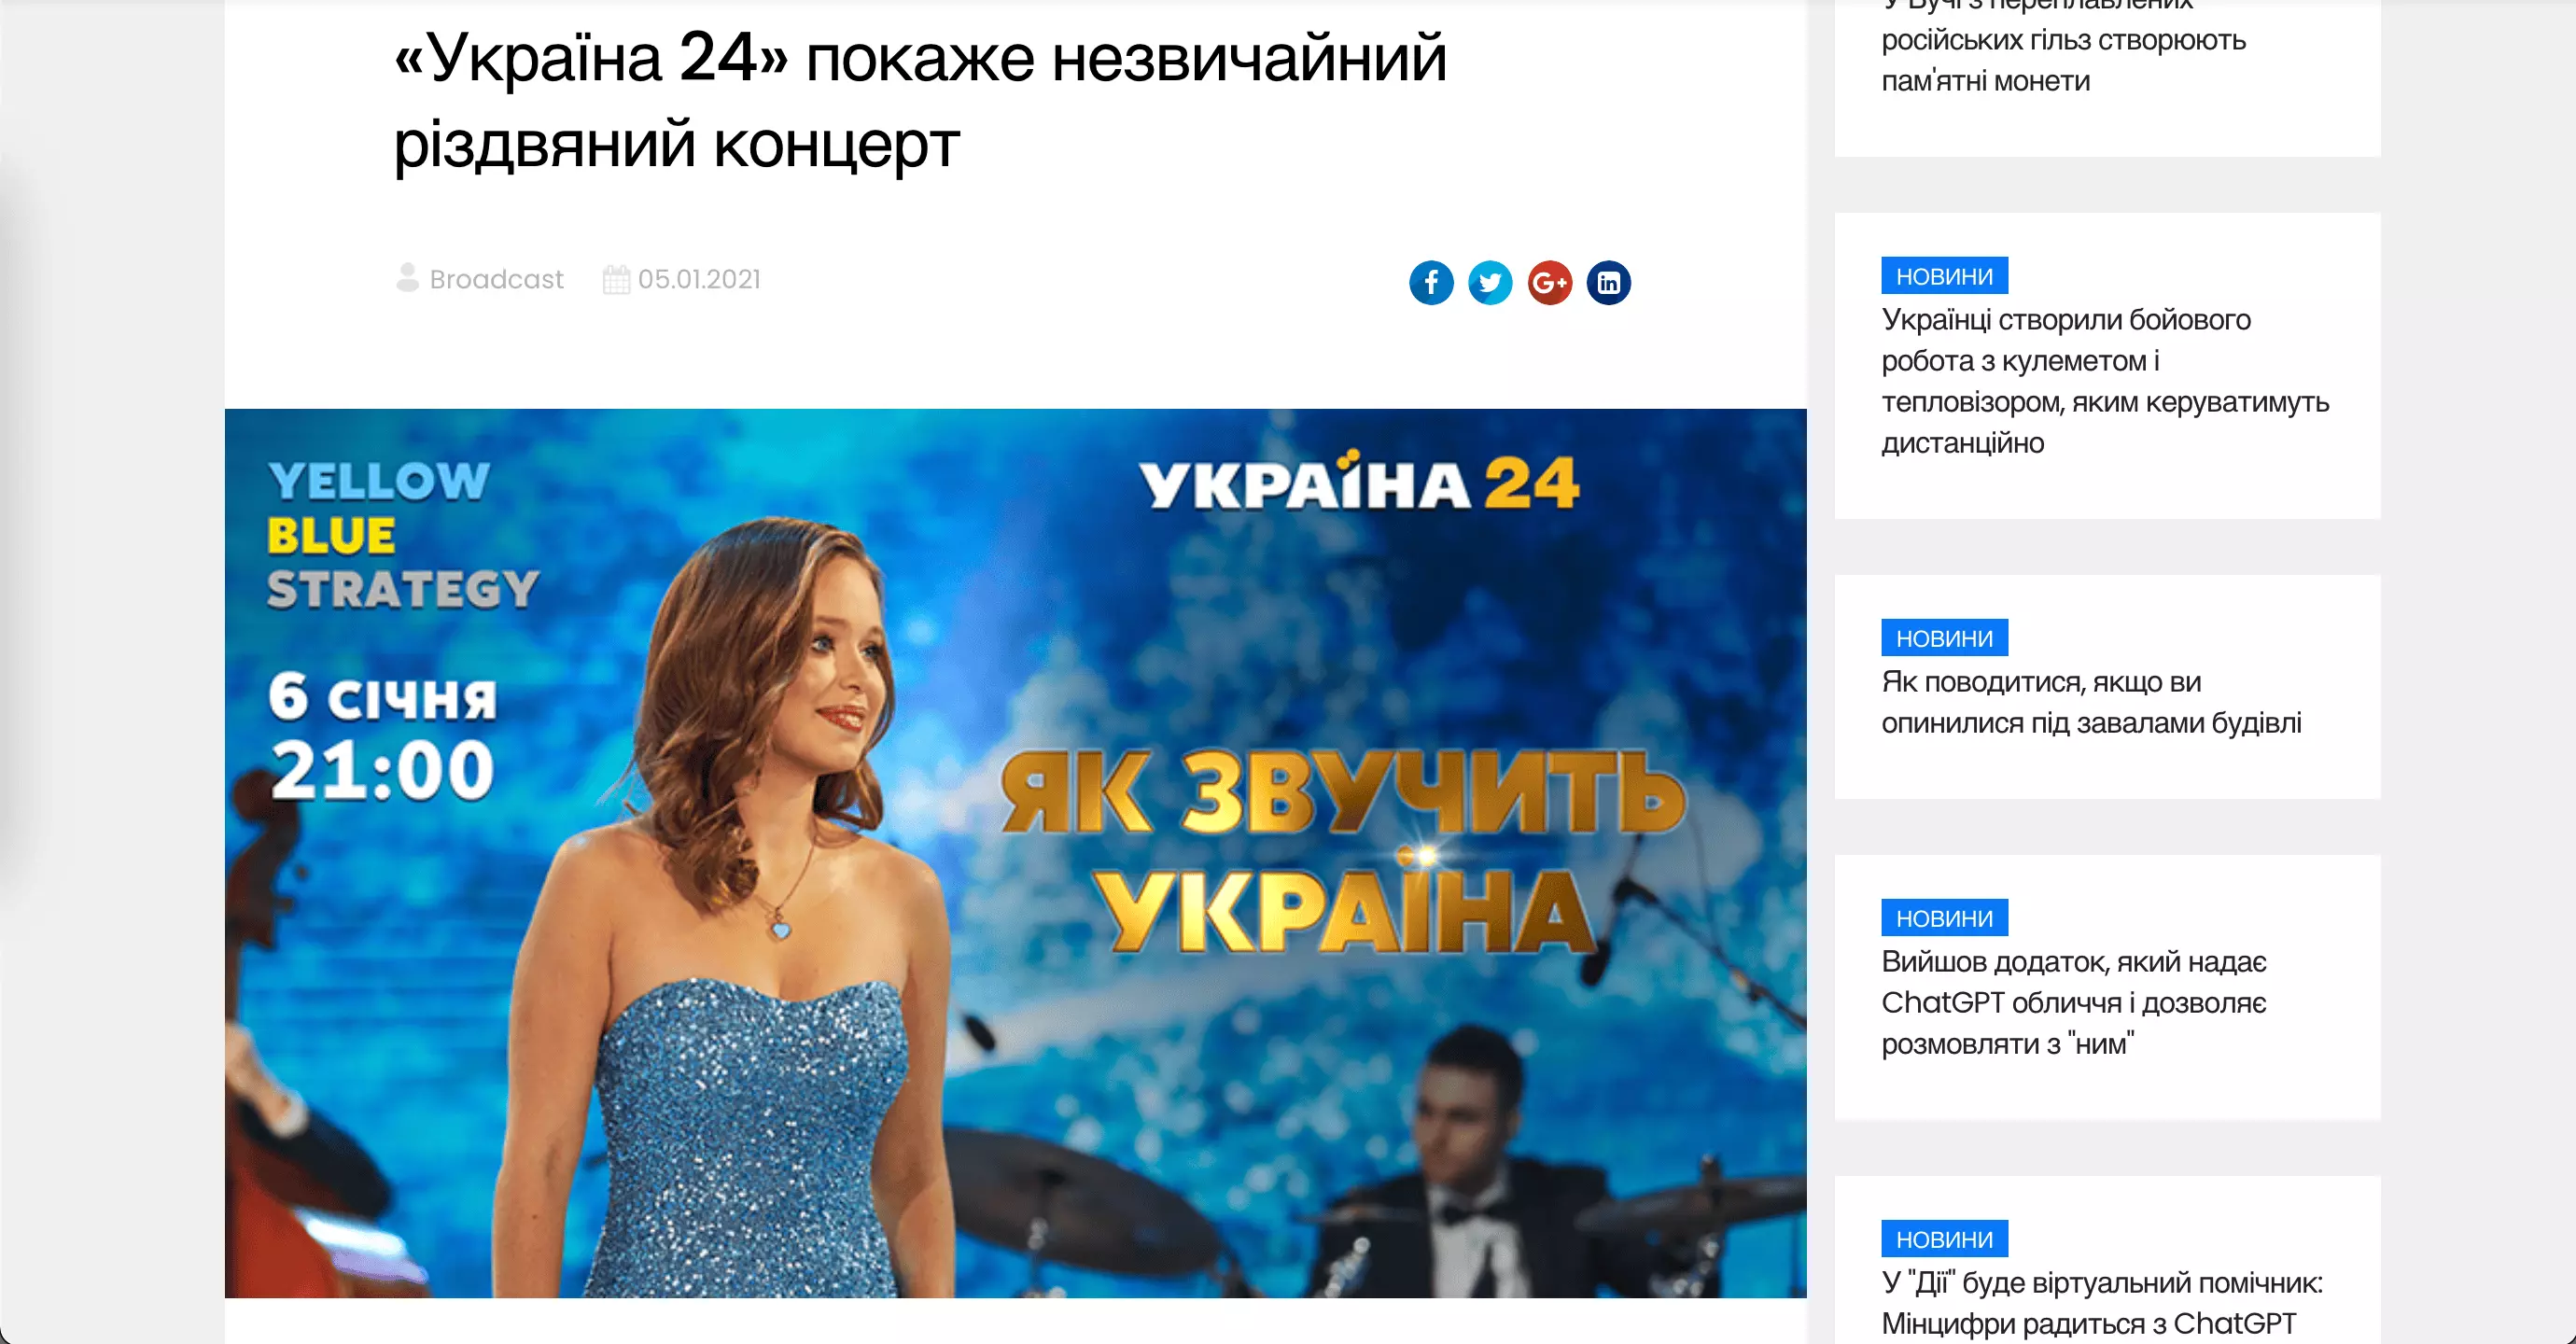 «Україна 24» покаже незвичайний
різдвяний концерт
Broadcast 05.01.2021
YELLOW
BLUE
STRATEGY
6 СІЧНЯ
21:00
УКРАЇНА 24
ЯК ЗВУЧИТЬ
УКРАЇНА
У Бучі з переплавлених
російських гільз створюють
пам'ятні монети
НОВИНИ
Українці створили бойового
робота з кулеметом і
тепловізором, яким керуватимуть
дистанційно
НОВИНИ
Як поводитися, якщо ви
опинилися під завалами будівлі
НОВИНИ
Вийшов додаток, який надає
ChatGPT обличчя і дозволяє
розмовляти з "ним"
НОВИНИ
У "Дії" буде віртуальний помічник:
Мінцифри радиться з ChatGPT